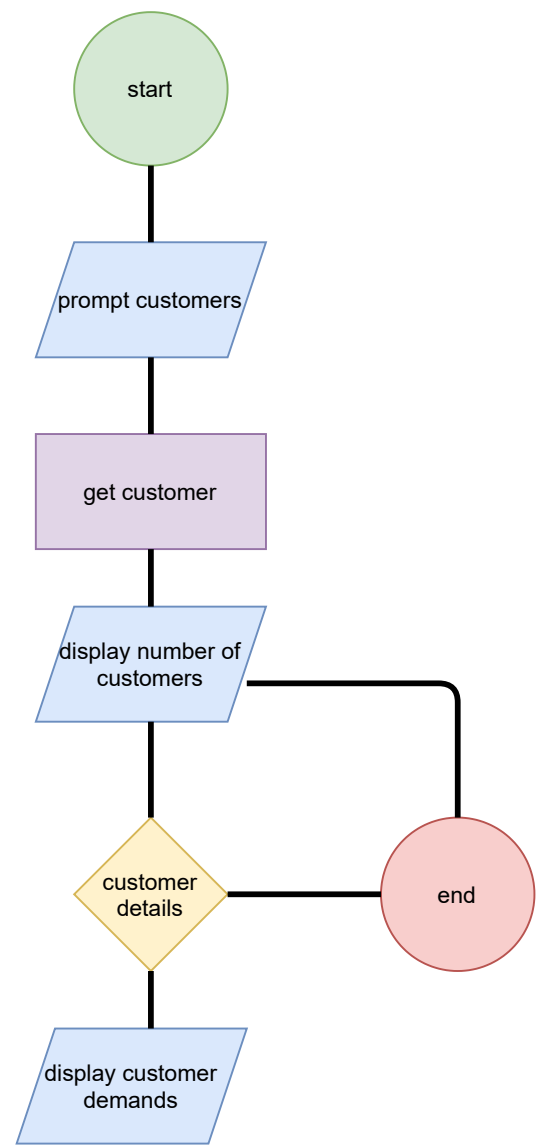 start
prompt customers
get customer
display number of
customers
customer
details
end
display customer
demands